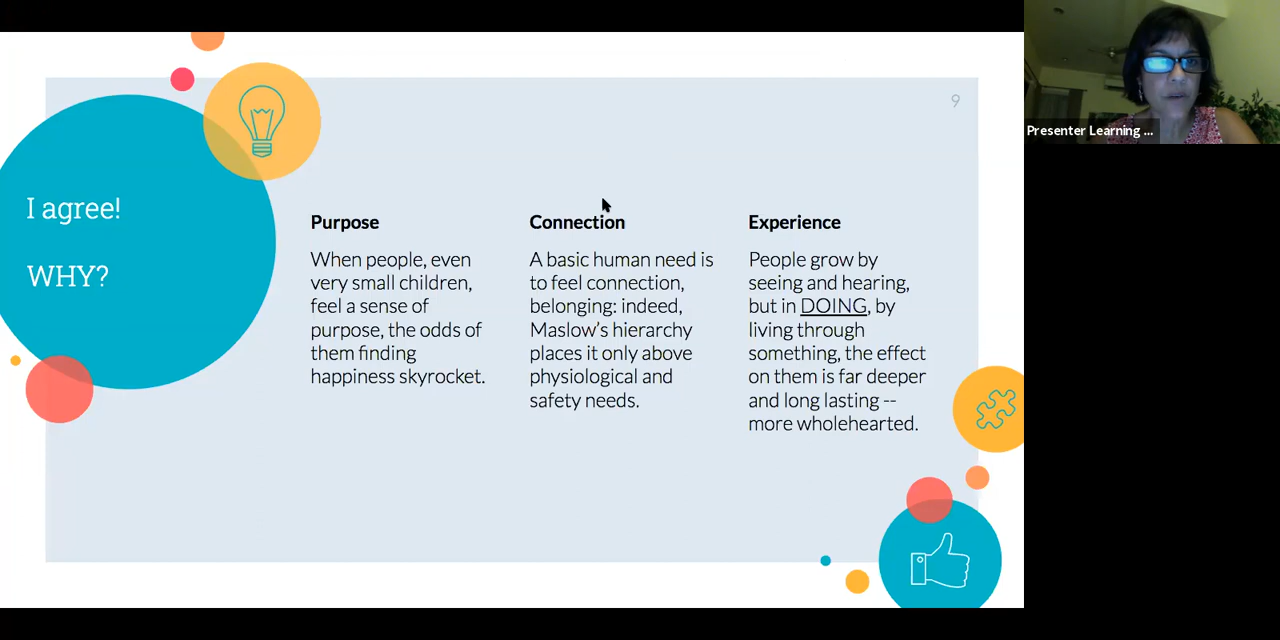 9
I agree!
WHY?
Purpose
When people, even
very small children,
feel a sense of
purpose, the odds of
them finding
happiness skyrocket.
Connection
A basic human need is
to feel connection,
belonging: indeed,
Maslow's hierarchy
places it only above
physiological and
safety needs.
Experience
People grow by
seeing and hearing,
but in DOING, by
living through
something, the effect
on them is far deeper
and long lasting --
more wholehearted.
Presenter Learning ...